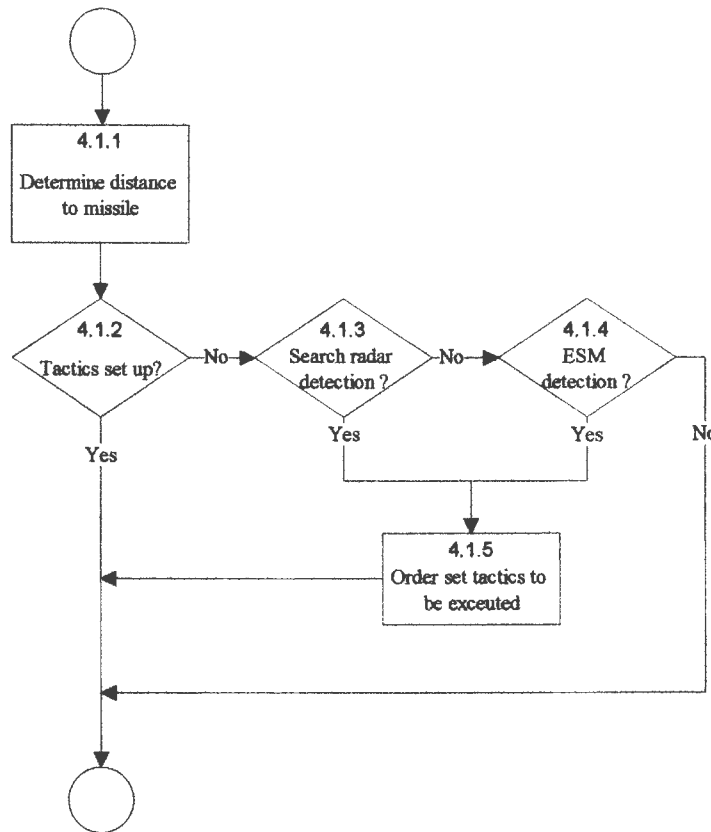 4.1.1
Determine distance
to missile
4.1.2
Tactics set up?
No
4.1.3
Search radar
detection ?
No
4.1.4
ESM
detection ?
Yes
Yes
Yes
No
4.1.5
Order set tactics to
be exceuted